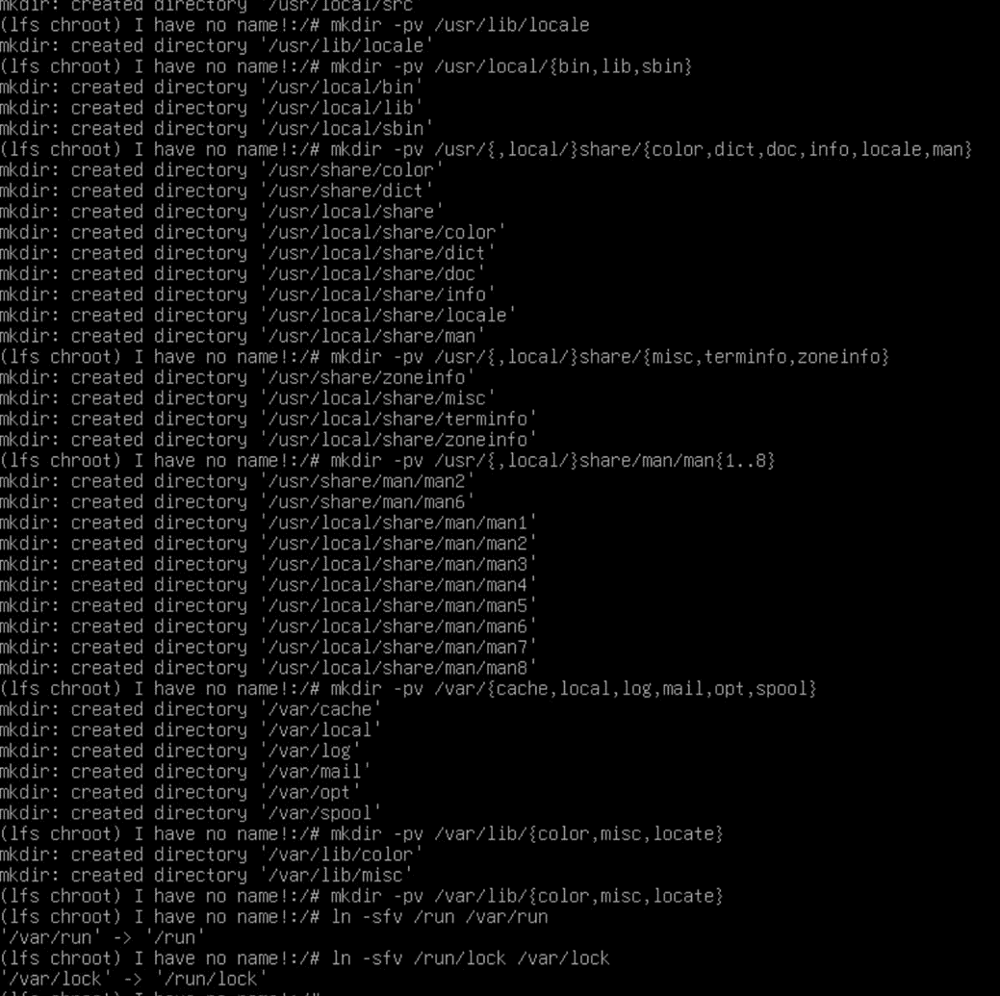 mkdir: created directory '/usr/local/src'
(lfs chroot) I have no name!:/# mkdir -pv /usr/lib/locale
mkdir: created directory '/usr/lib/locale'
(lfs chroot) I have no name!:/# mkdir -pv /usr/local/{bin,lib,sbin}
mkdir: created directory '/usr/local/bin'
mkdir: created directory '/usr/local/lib'
mkdir: created directory '/usr/local/sbin'
(lfs chroot) I have no name!:/# mkdir -pv /usr/{,local/}share/{color,dict,doc,info,locale,man}
mkdir: created directory '/usr/share/color'
mkdir: created directory '/usr/share/dict'
mkdir: created directory '/usr/local/share'
mkdir: created directory '/usr/local/share/color'
mkdir: created directory '/usr/local/share/dict'
mkdir: created directory '/usr/local/share/doc'
mkdir: created directory '/usr/local/share/info'
mkdir: created directory '/usr/local/share/locale'
mkdir: created directory '/usr/local/share/man'
(lfs chroot) I have no name!:/# mkdir -pv /usr/{,local/}share/{misc,terminfo,zoneinfo}
mkdir: created directory '/usr/share/zoneinfo'
mkdir: created directory '/usr/local/share/misc'
mkdir: created directory '/usr/local/share/terminfo'
mkdir: created directory '/usr/local/share/zoneinfo'
(lfs chroot) I have no name!:/# mkdir -pv /usr/{,local/}share/man/man{1..8}
mkdir: created directory '/usr/share/man/man2'
mkdir: created directory '/usr/share/man/man6'
mkdir: created directory '/usr/local/share/man/man1'
mkdir: created directory '/usr/local/share/man/man2'
mkdir: created directory '/usr/local/share/man/man3'
mkdir: created directory '/usr/local/share/man/man4'
mkdir: created directory '/usr/local/share/man/man5'
mkdir: created directory '/usr/local/share/man/man6'
mkdir: created directory '/usr/local/share/man/man7'
mkdir: created directory '/usr/local/share/man/man8'
(lfs chroot) I have no name!:/# mkdir -pv /var/{cache,local,log,mail,opt,spool}
mkdir: created directory '/var/cache'
mkdir: created directory '/var/local'
mkdir: created directory '/var/log'
mkdir: created directory '/var/mail'
mkdir: created directory '/var/opt'
mkdir: created directory '/var/spool'
(lfs chroot) I have no name!:/# mkdir -pv /var/lib/{color,misc,locate}
mkdir: created directory '/var/lib/color'
mkdir: created directory '/var/lib/misc'
(lfs chroot) I have no name!:/# mkdir -pv /var/lib/{color,misc,locate}
(lfs chroot) I have no name!:/# ln -sfv /run /var/run
'/var/run' -> '/run'
(lfs chroot) I have no name!:/# ln -sfv /run/lock /var/lock
'/var/lock' -> '/run/lock'
(lfs chroot) I have no name!:/#